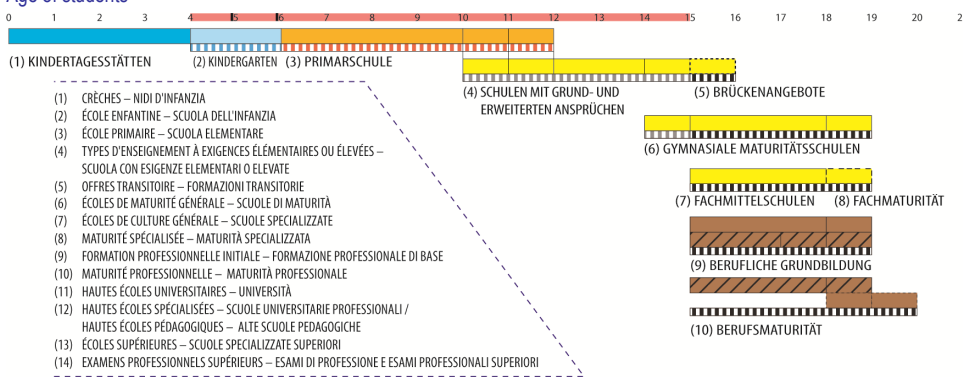 Age of students
0 1 2 3 4 5 6 7 8 9 10 11 12 13 14 15 16 17 18 19 20 2
(1) KINDERTAGESSTÄTTEN (2) KINDERGARTEN (3) PRIMARSCHULE
(4) SCHULEN MIT GRUND- UND
ERWEITERTEN ANSPRÜCHEN
(5) BRÜCKENANGEBOTE
(6) GYMNASIALE MATURITÄTSSCHULEN
(7) FACHMITTELSCHULEN (8) FACHMATURITÄT
(9) BERUFLICHE GRUNDBILDUNG
(10) BERUFSMATURITÄT
(1) CRÈCHES – NIDI D'INFANZIA
(2) ÉCOLE ENFANTINE – SCUOLA DELL'INFANZIA
(3) ÉCOLE PRIMAIRE – SCUOLA ELEMENTARE
(4) TYPES D'ENSEIGNEMENT À EXIGENCES ÉLÉMENTAIRES OU ÉLEVÉES –
SCUOLA CON ESIGENZE ELEMENTARI O ELEVATE
(5) OFFRES TRANSITOIRE – FORMAZIONI TRANSITORIE
(6) ÉCOLES DE MATURITÉ GÉNÉRALE – SCUOLE DI MATURITÀ
(7) ÉCOLES DE CULTURE GÉNÉRALE – SCUOLE SPECIALIZZATE
(8) MATURITÉ SPÉCIALISÉE – MATURITÀ SPECIALIZZATA
(9) FORMATION PROFESSIONNELLE INITIALE – FORMAZIONE PROFESSIONALE DI BASE
(10) MATURITÉ PROFESSIONNELLE – MATURITÀ PROFESSIONALE
(11) HAUTES ÉCOLES UNIVERSITAIRES – UNIVERSITÀ
(12) HAUTES ÉCOLES SPÉCIALISÉES – SCUOLE UNIVERSITARIE PROFESSIONALI /
HAUTES ÉCOLES PÉDAGOGIQUES – ALTE SCUOLE PEDAGOGICHE
(13) ÉCOLES SUPÉRIEURES – SCUOLE SPECIALIZZATE SUPERIORI
(14) EXAMENS PROFESSIONNELS SUPÉRIEURS – ESAMI DI PROFESSIONE E ESAMI PROFESSIONALI SUPERIORI